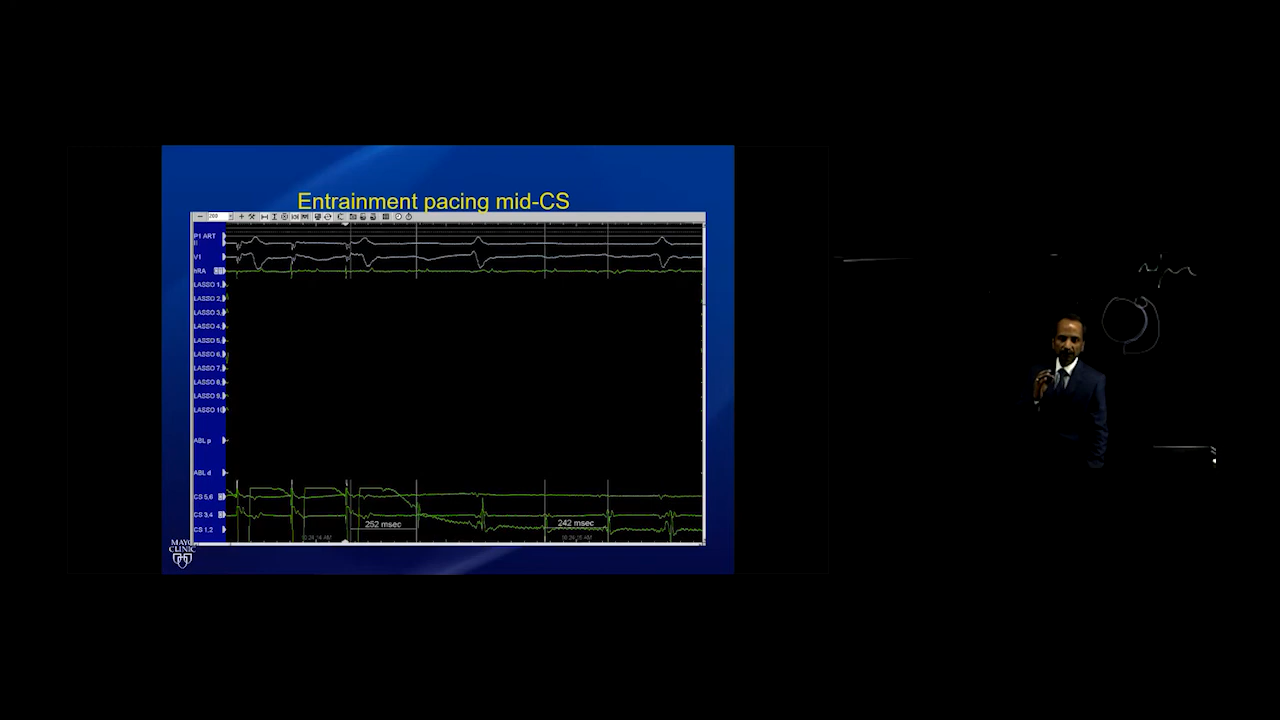 Entrainment pacing mid-CS
200
P1 ART
II
V1
hRA
LASSO 1,
LASSO 2,
LASSO 3,
LASSO 4,
LASSO 5,
LASSO 6,
LASSO 7,
LASSO 8,
LASSO 9,
LASSO 10
ABL p
ABL d
CS 5,6
CS 3,4
CS 1,2
252 msec
242 msec
MAYO
CLINIC